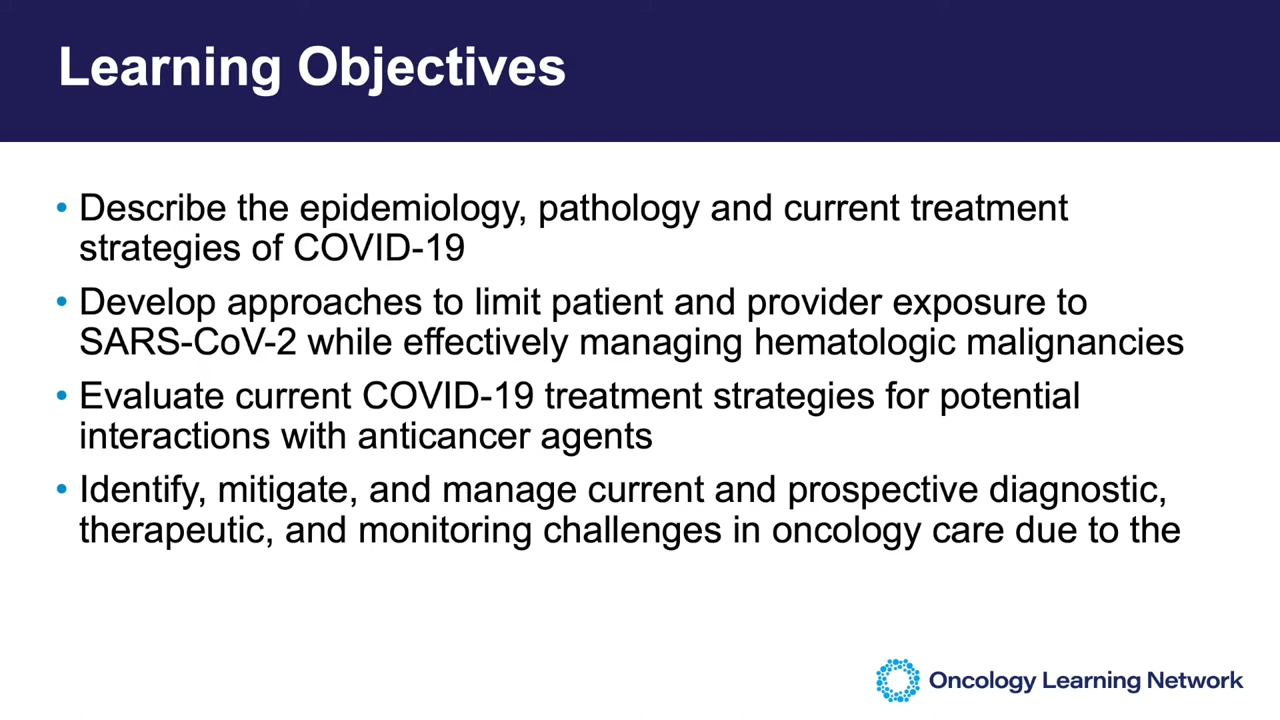 Learning Objectives
• Describe the epidemiology, pathology and current treatment
strategies of COVID-19
• Develop approaches to limit patient and provider exposure to
SARS-CoV-2 while effectively managing hematologic malignancies
• Evaluate current COVID-19 treatment strategies for potential
interactions with anticancer agents
• Identify, mitigate, and manage current and prospective diagnostic,
therapeutic, and monitoring challenges in oncology care due to the
Oncology Learning Network